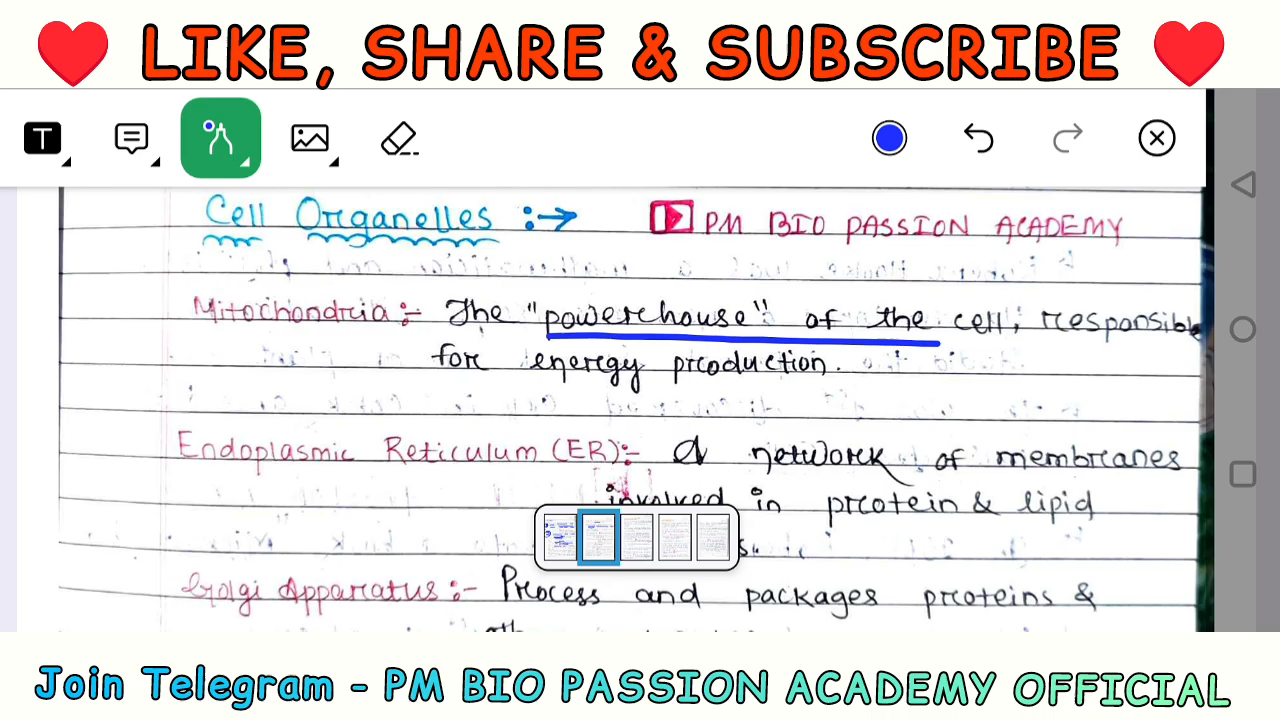 LIKE, SHARE & SUBSCRIBE
T
Cell Organelles :→ PM BIO PASSION ACADEMY
Mitochondria :- The "powerhouse" of the cell, responsible
for energy production.
Endoplasmic Reticulum (ER):- A network of membranes
involved in protein & lipid
Golgi Apparatus :- Process and packages proteins &
Join Telegram - PM BIO PASSION ACADEMY OFFICIAL